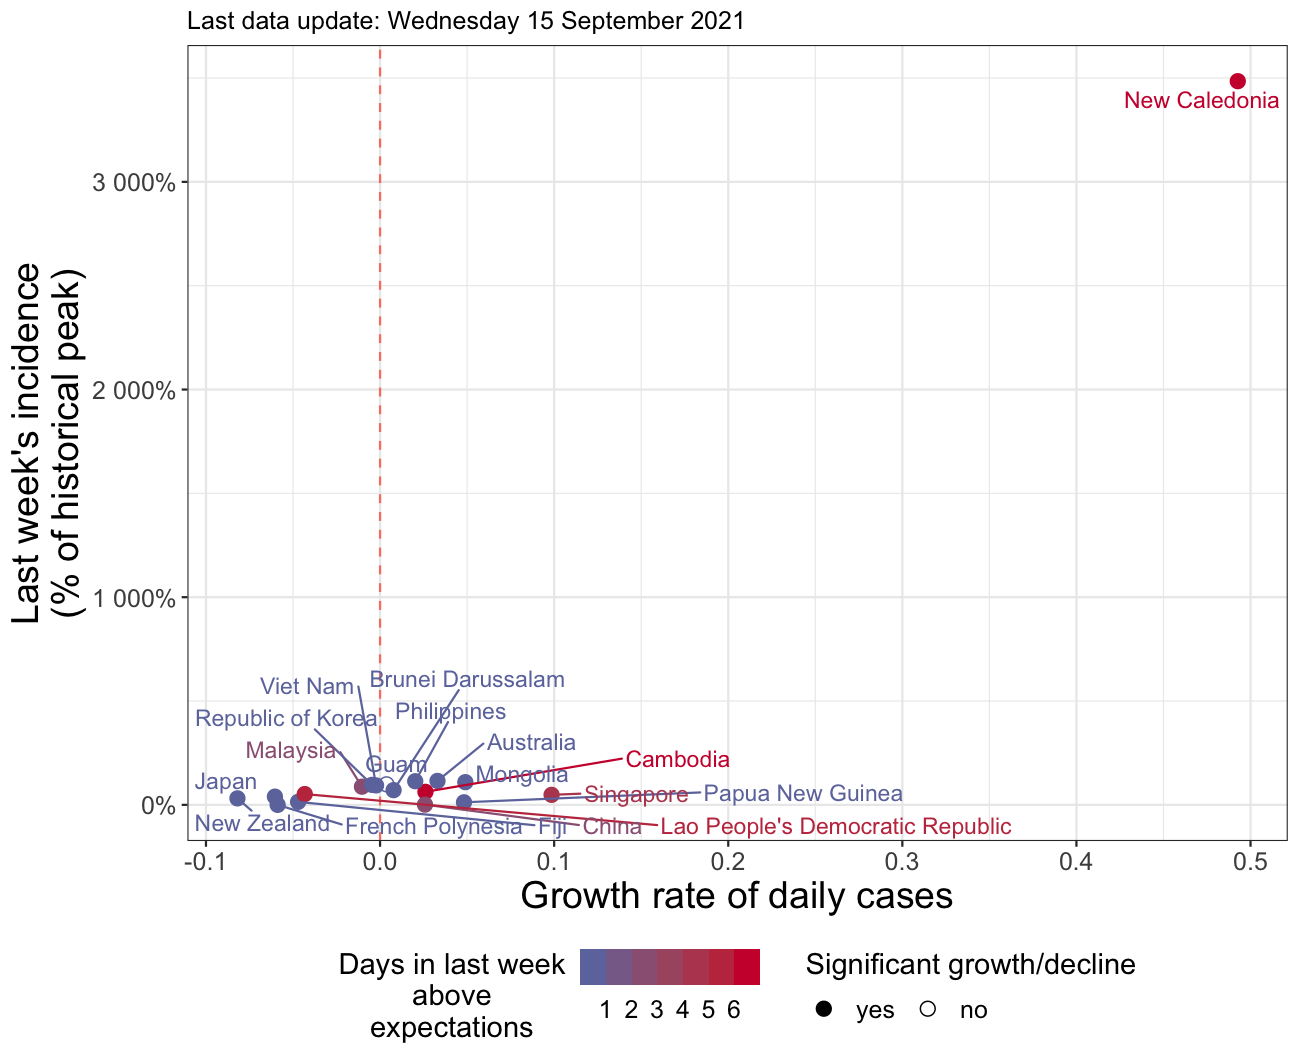 Last data update: Wednesday 15 September 2021
New Caledonia
3 000%
2 000%
1 000%
0%
Last week's incidence
(% of historical peak)
Viet Nam
Brunei Darussalam
Republic of Korea
Philippines
Malaysia
Guam
Australia
Cambodia
Japan
Mongolia
Singapore
Papua New Guinea
New Zealand
French Polynesia
Fiji
China
Lao People's Democratic Republic
-0.1
0.0
0.1
0.2
0.3
0.4
0.5
Growth rate of daily cases
Days in last week
above
expectations
1 2 3 4 5 6
Significant growth/decline
yes
no